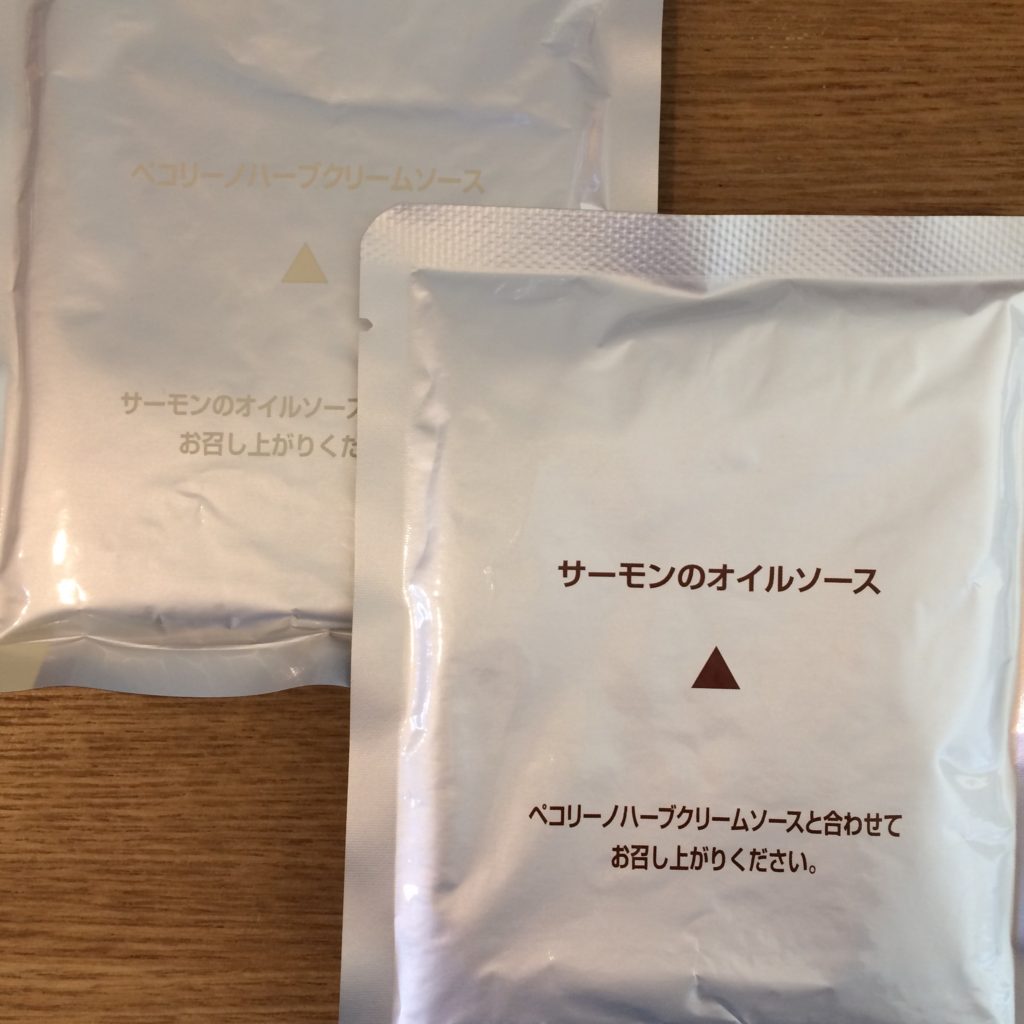 ペコリーノハーブクリームソース
サーモンのオイルソース
お召し上がりくだ
サーモンのオイルソース
ペコリーノハーブクリームソースと合わせて
お召し上がりください。